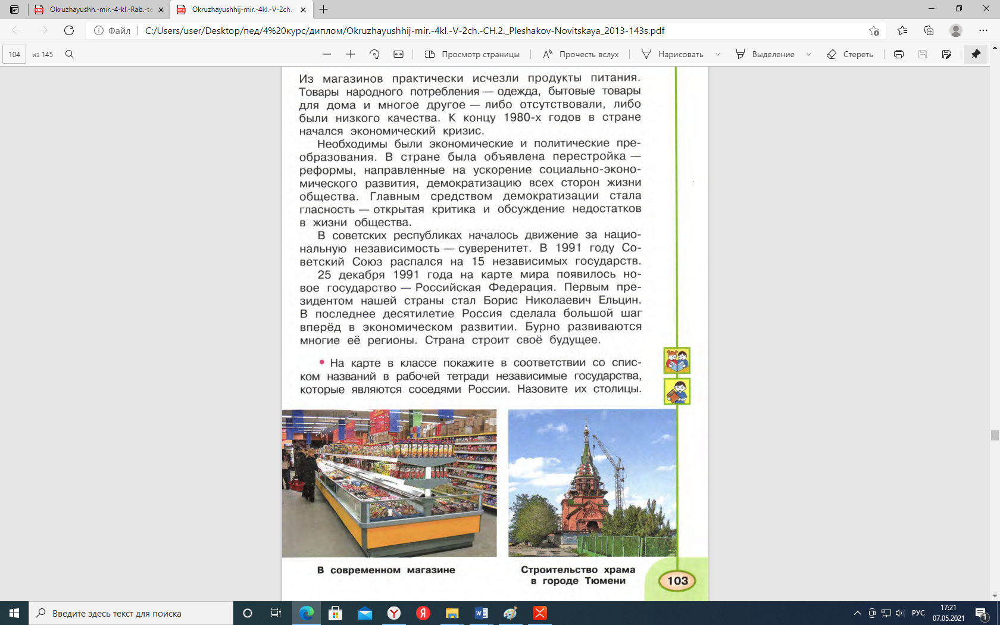 Okruzhayushh.-mir.-4-kl.-Rab.-te
Okruzhayushhij-mir.-4kl.-V-2ch.-
Файл
C:/Users/user/Desktop/пед/4%20курс/диплом/Okruzhayushhij-mir.-4kl.-V-2ch.-CH.2._Pleshakov-Novitskaya_2013-143s.pdf
104 из 145
Просмотр страницы
Прочесть вслух
Нарисовать
Выделение
Стереть
Из магазинов практически исчезли продукты питания.
Товары народного потребления — одежда, бытовые товары
для дома и многое другое — либо отсутствовали, либо
были низкого качества. К концу 1980-х годов в стране
начался экономический кризис.
Необходимы были экономические и политические пре-
образования. В стране была объявлена перестройка —
реформы, направленные на ускорение социально-эконо-
мического развития, демократизацию всех сторон жизни
общества. Главным средством демократизации стала
гласность — открытая критика и обсуждение недостатков
в жизни общества.
В советских республиках началось движение за нацио-
нальную независимость — суверенитет. В 1991 году Со-
ветский Союз распался на 15 независимых государств.
25 декабря 1991 года на карте мира появилось но-
вое государство — Российская Федерация. Первым пре-
зидентом нашей страны стал Борис Николаевич Ельцин.
В последнее десятилетие Россия сделала большой шаг
вперёд в экономическом развитии. Бурно развиваются
многие её регионы. Страна строит своё будущее.
• На карте в классе покажите в соответствии со спис-
ком названий в рабочей тетради независимые государства,
которые являются соседями России. Назовите их столицы.
В современном магазине
Строительство храма
в городе Тюмени
103
Введите здесь текст для поиска
РУС
17:21
07.05.2021
1